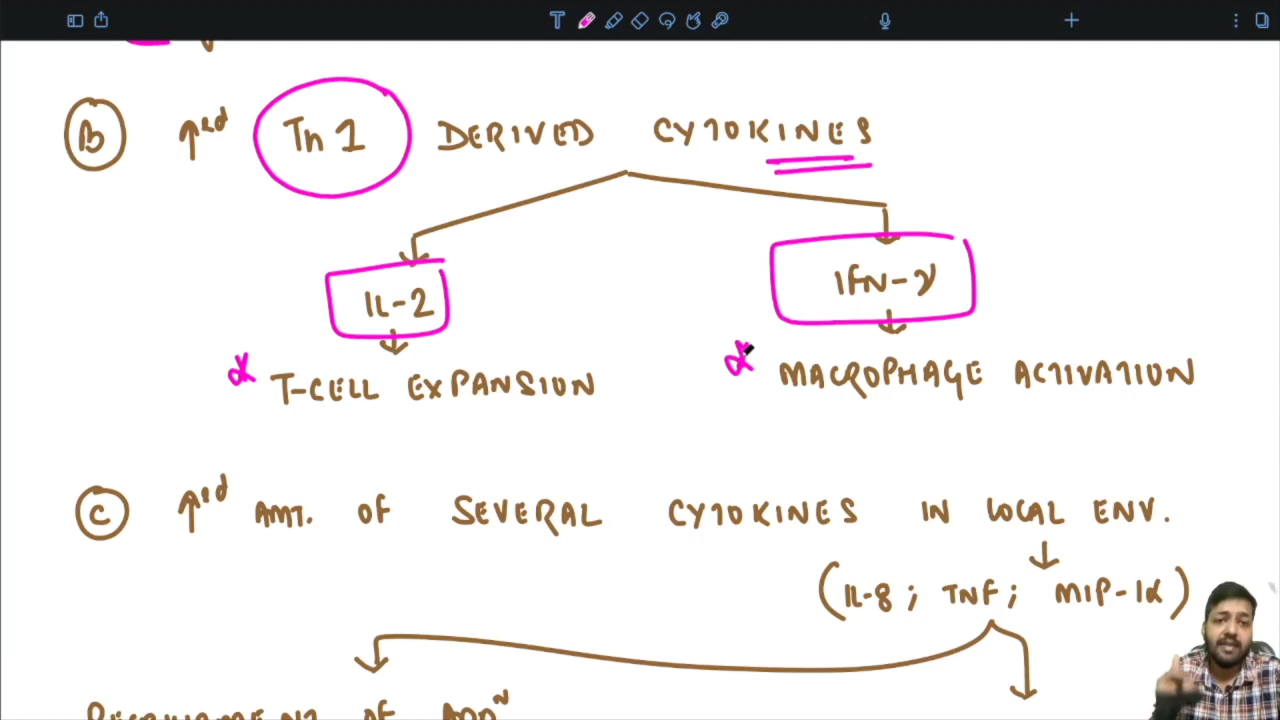 B ↑ed Th 1 DERIVED CYTOKINES
IL-2 IFN-γ
T-CELL EXPANSION MACROPHAGE ACTIVATION
C ↑ed AMT. OF SEVERAL CYTOKINES IN LOCAL ENV.
(IL-8; TNF; MIP-1α)
OF